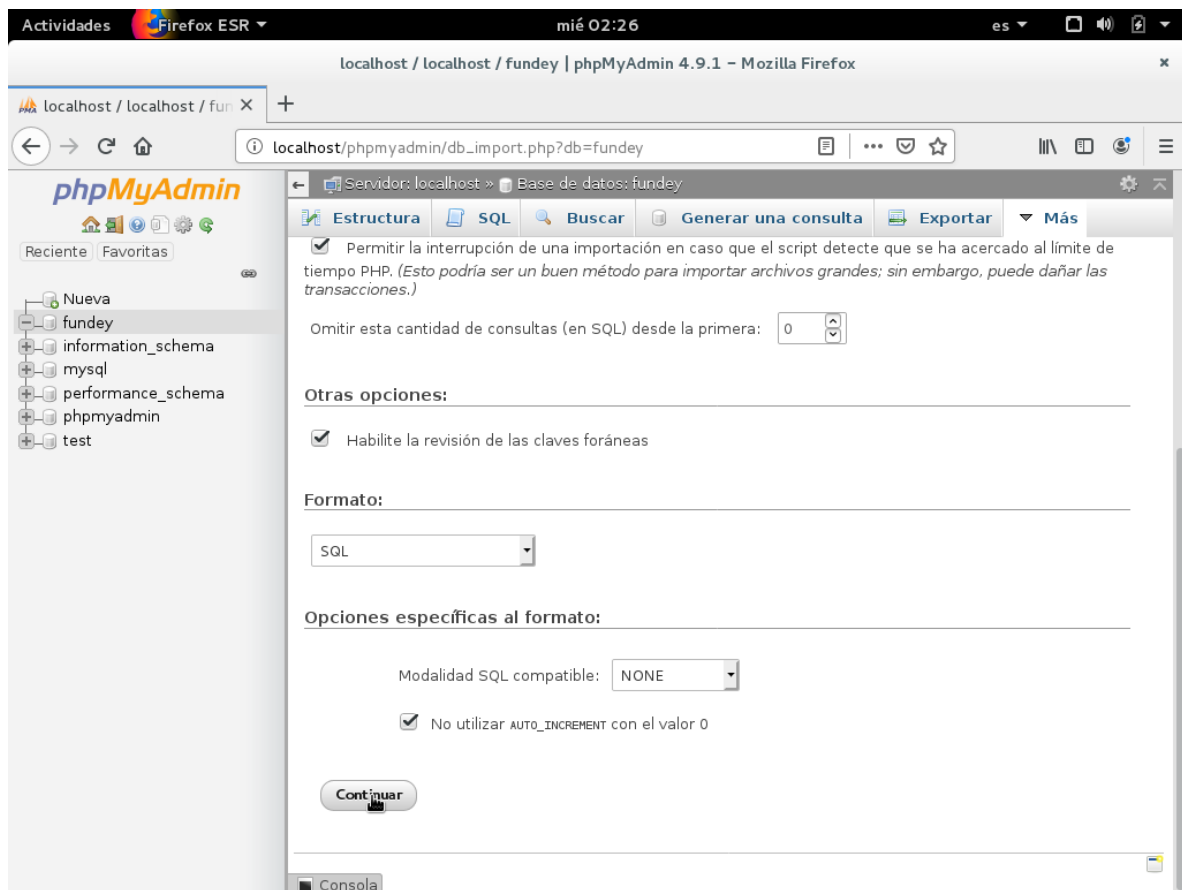 Actividades Firefox ESR mié 02:26 es
localhost / localhost / fundey | phpMyAdmin 4.9.1 – Mozilla Firefox
localhost / localhost / fun
localhost/phpmyadmin/db_import.php?db=fundey
phpMyAdmin
Reciente Favoritas
Nueva
fundey
information_schema
mysql
performance_schema
phpmyadmin
test
Servidor: localhost » Base de datos: fundey
Estructura SQL Buscar Generar una consulta Exportar Más
Permitir la interrupción de una importación en caso que el script detecte que se ha acercado al límite de
tiempo PHP. (Esto podría ser un buen método para importar archivos grandes; sin embargo, puede dañar las
transacciones.)
Omitir esta cantidad de consultas (en SQL) desde la primera: 0
Otras opciones:
Habilite la revisión de las claves foráneas
Formato:
SQL
Opciones específicas al formato:
Modalidad SQL compatible: NONE
No utilizar AUTO_INCREMENT con el valor 0
Continuar
Consola